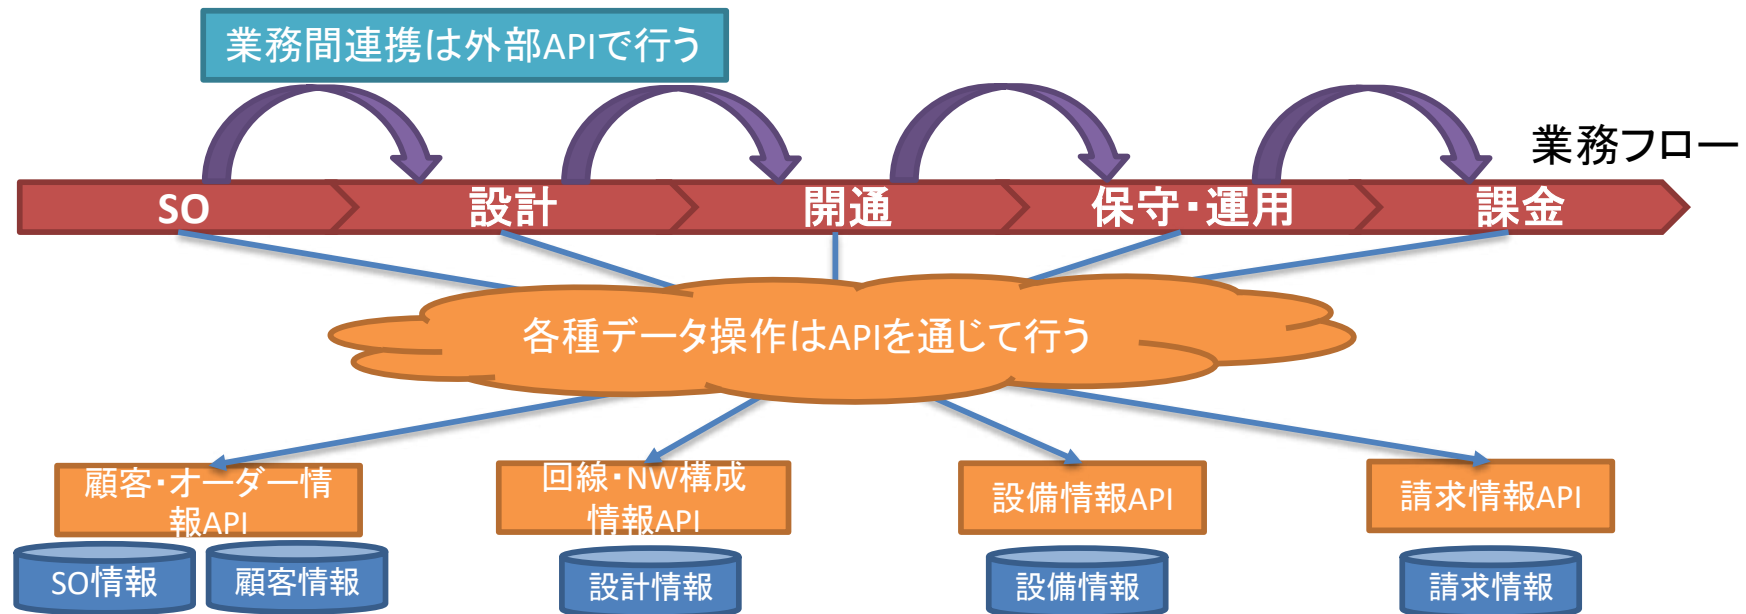 業務間連携は外部APIで行う
業務フロー
SO
設計
開通
保守・運用
課金
各種データ操作はAPIを通じて行う
顧客・オーダー情
報API
回線・NW構成
情報API
設備情報API
請求情報API
SO情報
顧客情報
設計情報
設備情報
請求情報